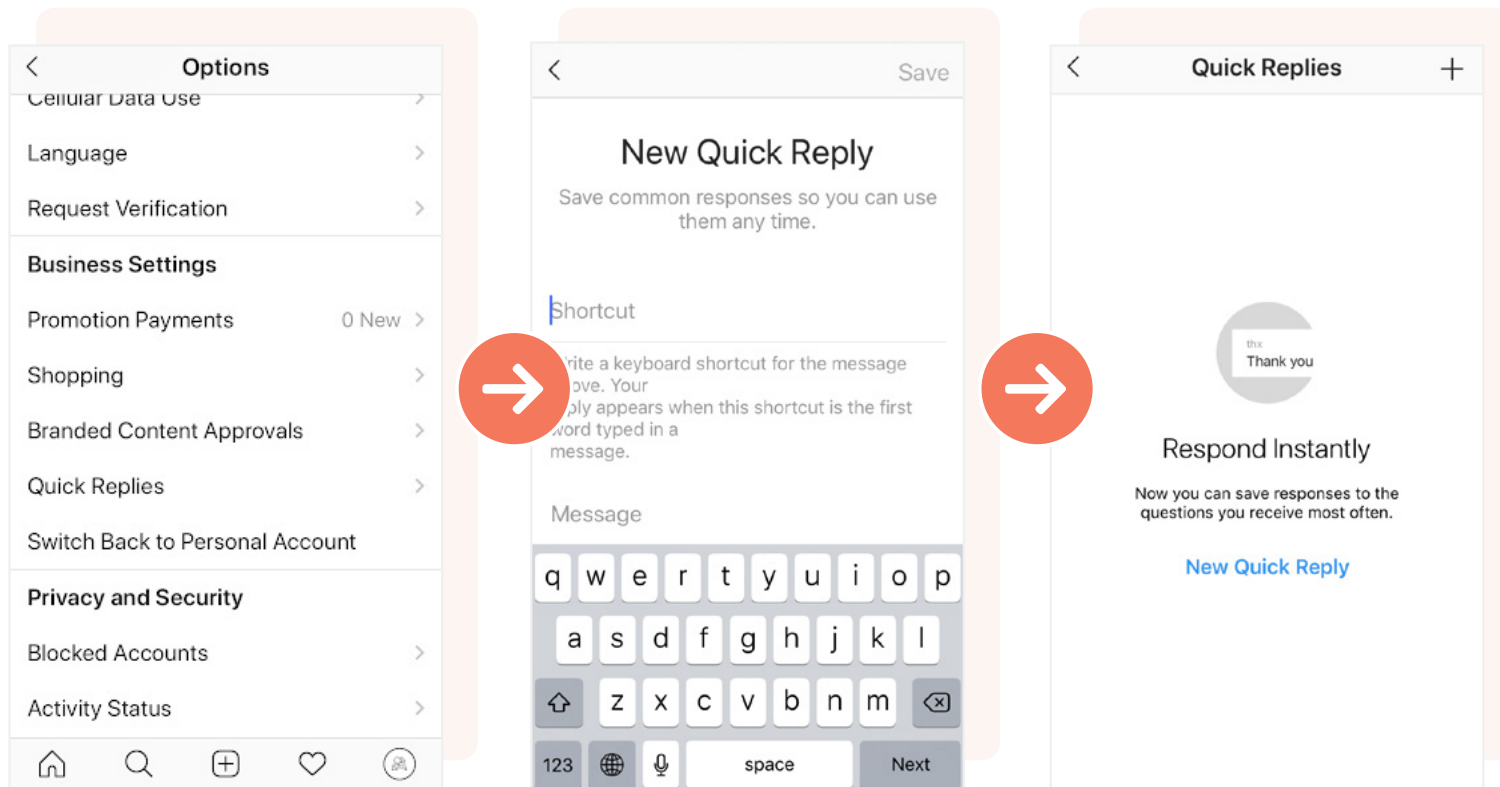 Options
Cellular Data Use
Language
Request Verification
Business Settings
Promotion Payments 0 New
Shopping
Branded Content Approvals
Quick Replies
Switch Back to Personal Account
Privacy and Security
Blocked Accounts
Activity Status
Save
New Quick Reply
Save common responses so you can use
them any time.
Shortcut
rite a keyboard shortcut for the message
ove. Your
ply appears when this shortcut is the first
word typed in a
message.
Message
q w e r t y u i o p
a s d f g h j k l
z x c v b n m
123 space Next
Quick Replies
thx
Thank you
Respond Instantly
Now you can save responses to the
questions you receive most often.
New Quick Reply